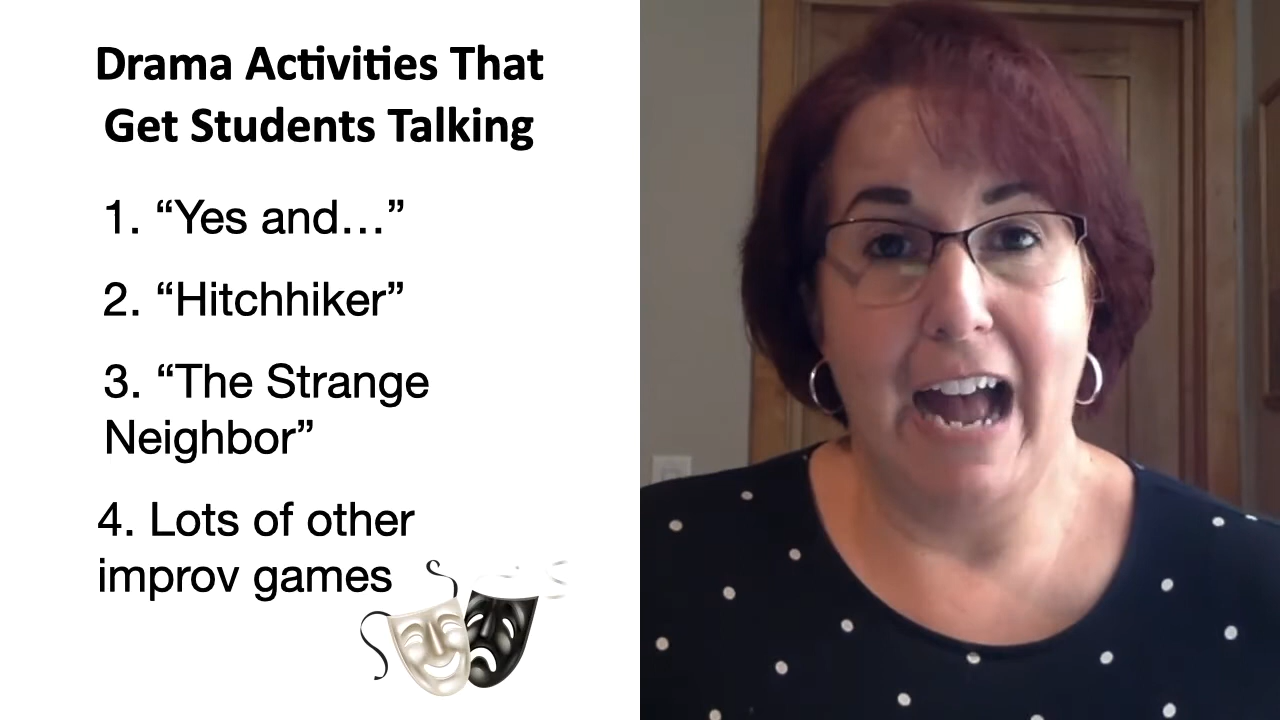 Drama Activities That
Get Students Talking
1. “Yes and…”
2. “Hitchhiker”
3. “The Strange
Neighbor”
4. Lots of other
improv games